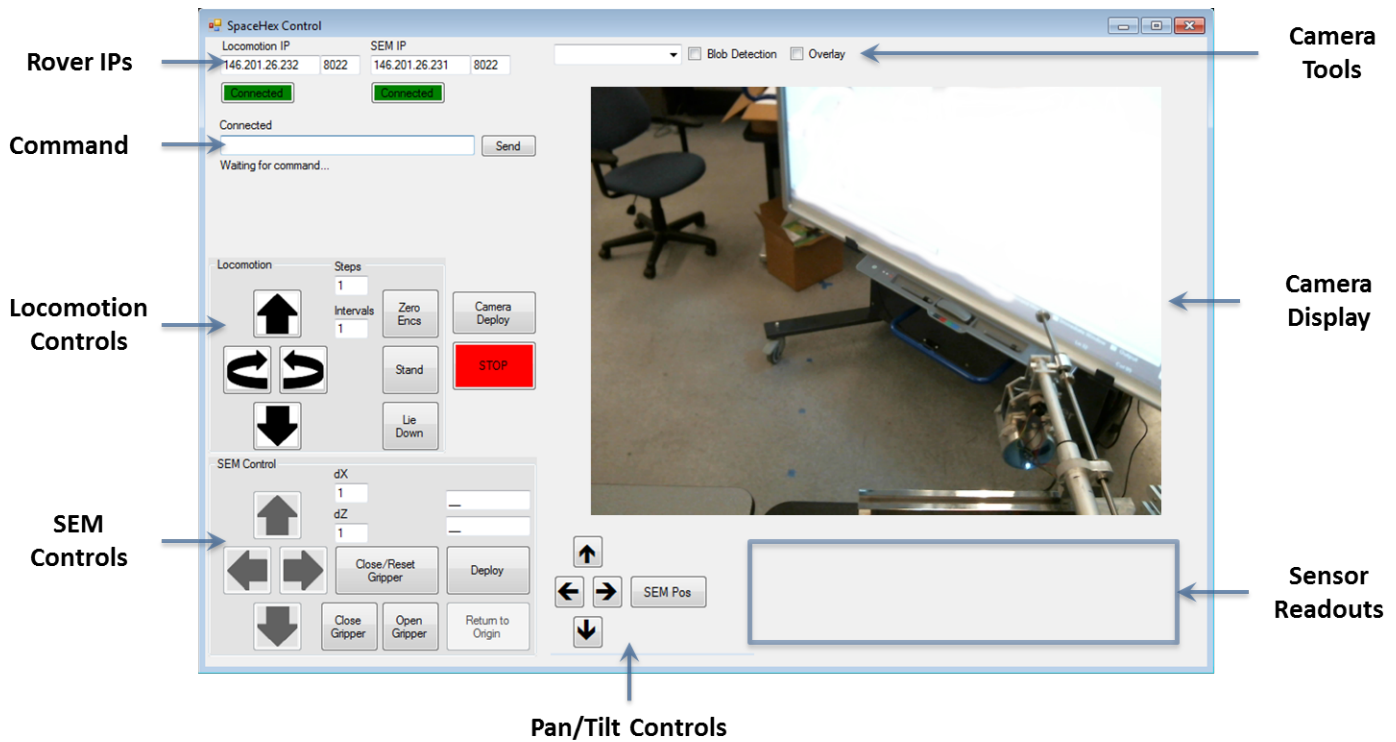 SpaceHex Control
Rover IPs
Locomotion IP
SEM IP
146.201.26.232
8022
146.201.26.231
8022
Connected
Connected
Blob Detection
Overlay
Camera
Tools
Command
Connected
Send
Waiting for command...
Locomotion
Controls
Locomotion
Steps
1
Intervals
1
Zero
Encs
Camera
Deploy
Stand
STOP
Lie
Down
Camera
Display
SEM
Controls
SEM Control
dX
1
dZ
1
Close/Reset
Gripper
Deploy
Close
Gripper
Open
Gripper
Return to
Origin
SEM Pos
Sensor
Readouts
Pan/Tilt Controls